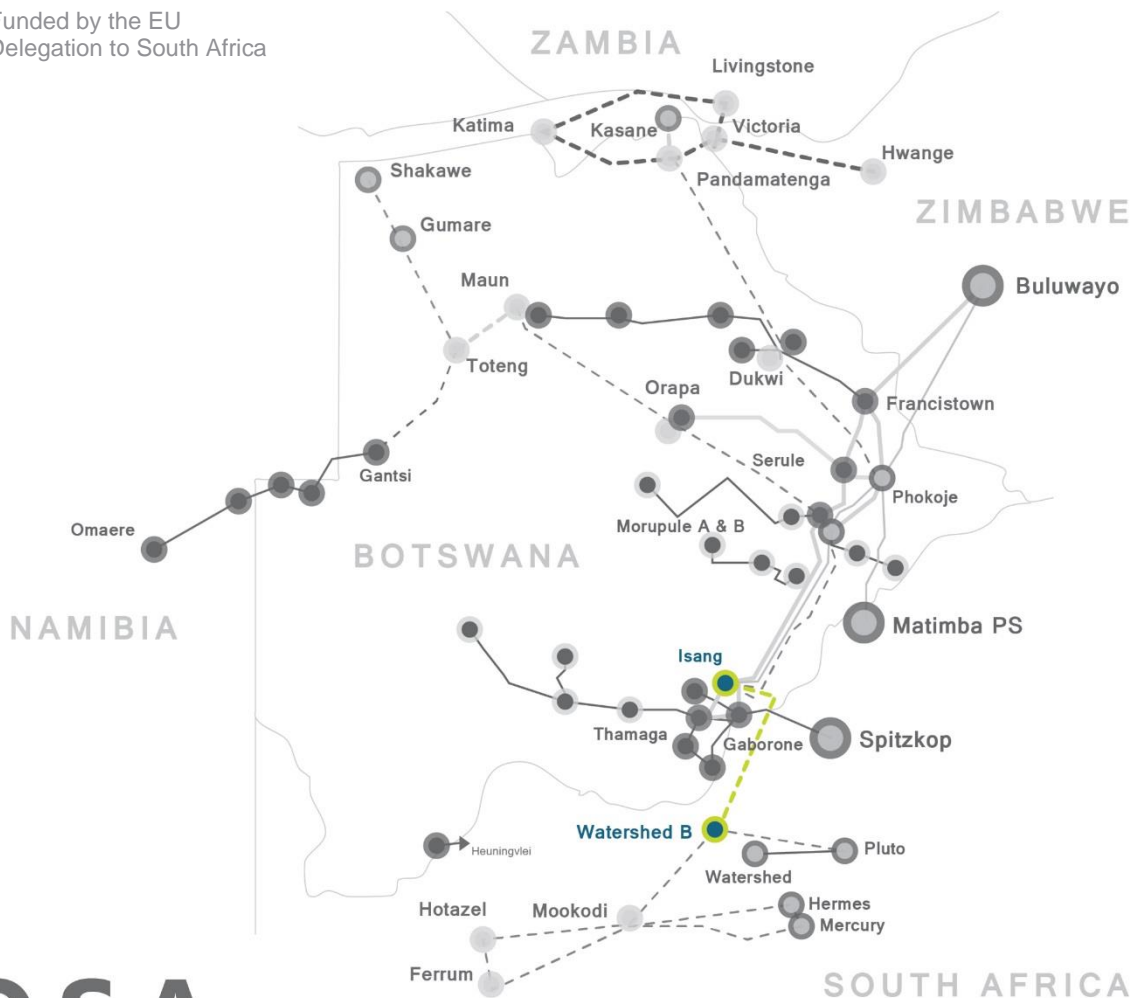 Funded by the EU
Delegation to South Africa
ZAMBIA
Livingstone
Katima
Kasane
Victoria
Hwange
Shakawe
Pandamatenga
ZIMBABWE
Gumare
Maun
Buluwayo
Toteng
Dukwi
Orapa
Francistown
Serule
Gantsi
Phokoje
Omaere
Morupule A & B
BOTSWANA
NAMIBIA
Matimba PS
Isang
Thamaga
Gaborone
Spitzkop
Watershed B
Heuningvlei
Pluto
Watershed
Hotazel
Mookodi
Hermes
Mercury
Ferrum
SOUTH AFRICA